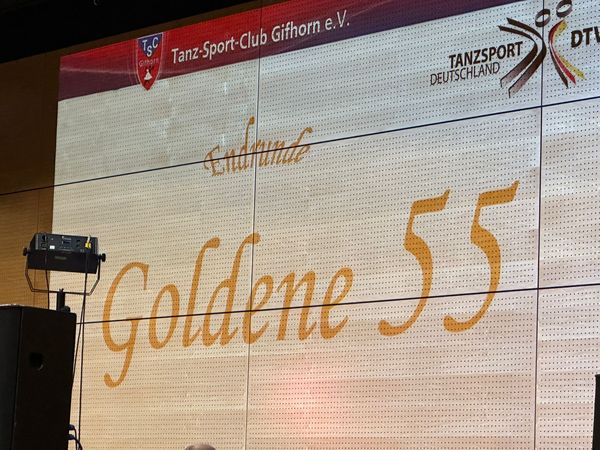 TSC
Gifhorn
Tanz-Sport-Club Gifhorn e.V.
TANZSPORT
DEUTSCHLAND
DTV
Endrunde
Goldene 55